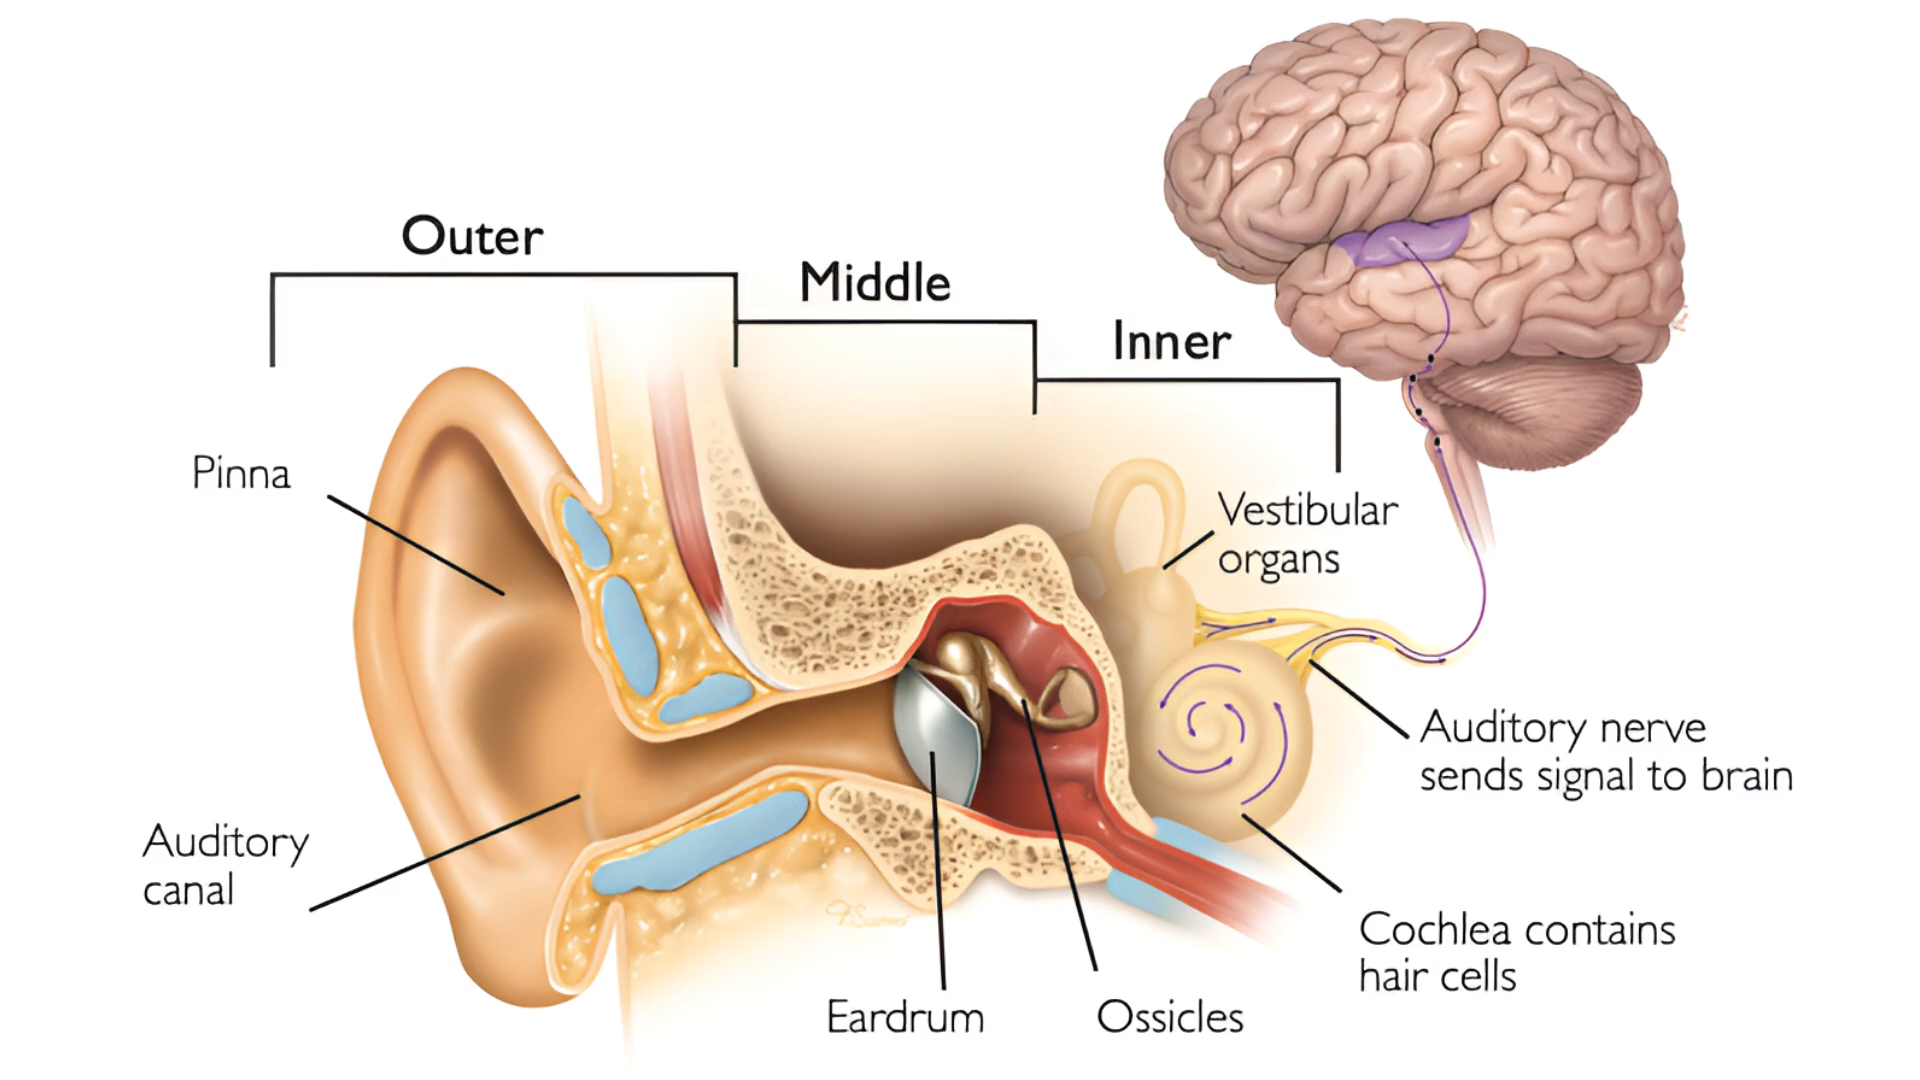 Outer
Middle
Inner
Pinna
Vestibular
organs
Auditory nerve
sends signal to brain
Auditory
canal
Cochlea contains
hair cells
Eardrum
Ossicles